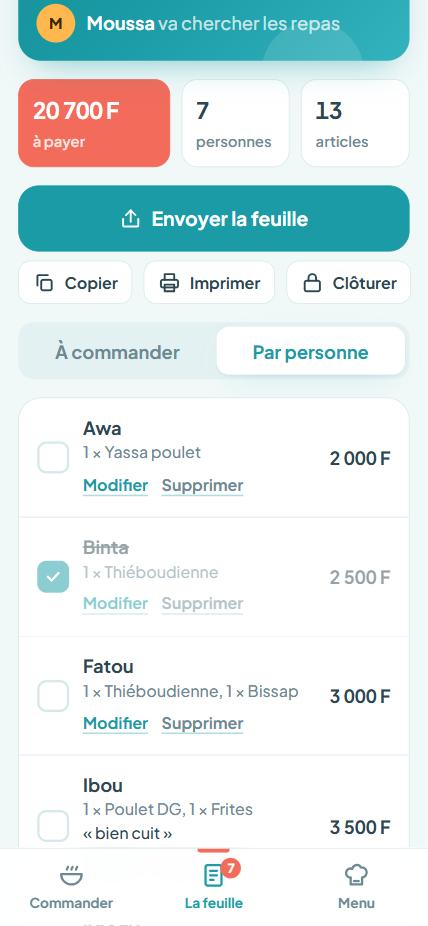 M Moussa va chercher les repas
20 700 F
à payer
7
personnes
13
articles
Envoyer la feuille
Copier
Imprimer
Clôturer
À commander
Par personne
Awa
1 × Yassa poulet
2 000 F
Modifier Supprimer
Binta
1 × Thiéboudienne
2 500 F
Modifier Supprimer
Fatou
1 × Thiéboudienne, 1 × Bissap
3 000 F
Modifier Supprimer
Ibou
1 × Poulet DG, 1 × Frites
« bien cuit »
3 500 F
7
Commander
La feuille
Menu